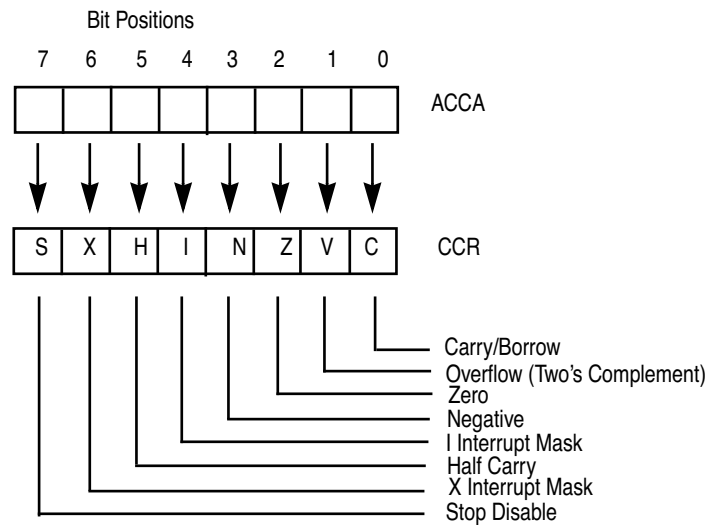 Bit Positions
7 6 5 4 3 2 1 0
ACCA
S X H I N Z V C CCR
Carry/Borrow
Overflow (Two's Complement)
Zero
Negative
I Interrupt Mask
Half Carry
X Interrupt Mask
Stop Disable